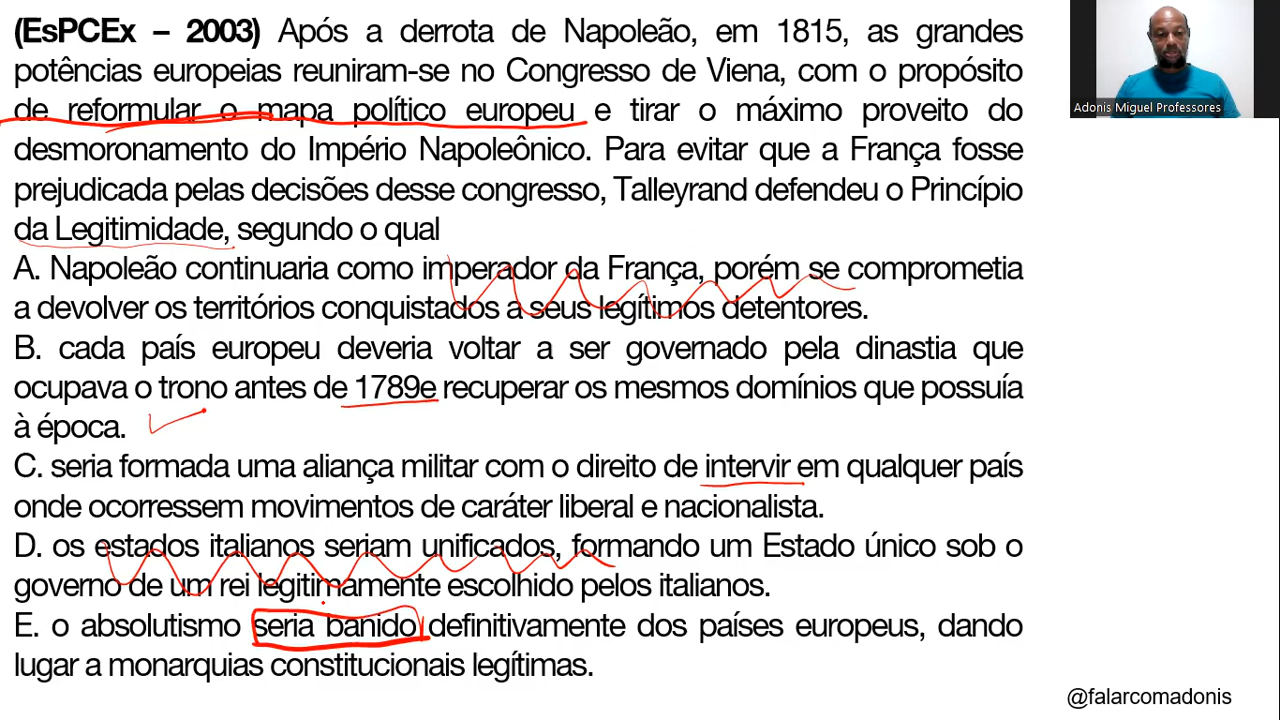 (EsPCEx – 2003) Após a derrota de Napoleão, em 1815, as grandes
potências europeias reuniram-se no Congresso de Viena, com o propósito
de reformular o mapa político europeu e tirar o máximo proveito do
desmoronamento do Império Napoleônico. Para evitar que a França fosse
prejudicada pelas decisões desse congresso, Talleyrand defendeu o Princípio
da Legitimidade, segundo o qual
A. Napoleão continuaria como imperador da França, porém se comprometia
a devolver os territórios conquistados a seus legítimos detentores.
B. cada país europeu deveria voltar a ser governado pela dinastia que
ocupava o trono antes de 1789e recuperar os mesmos domínios que possuía
à época.
C. seria formada uma aliança militar com o direito de intervir em qualquer país
onde ocorressem movimentos de caráter liberal e nacionalista.
D. os estados italianos seriam unificados, formando um Estado único sob o
governo de um rei legitimamente escolhido pelos italianos.
E. o absolutismo seria banido definitivamente dos países europeus, dando
lugar a monarquias constitucionais legítimas.
Adonis Miguel Professores
@falarcomadonis